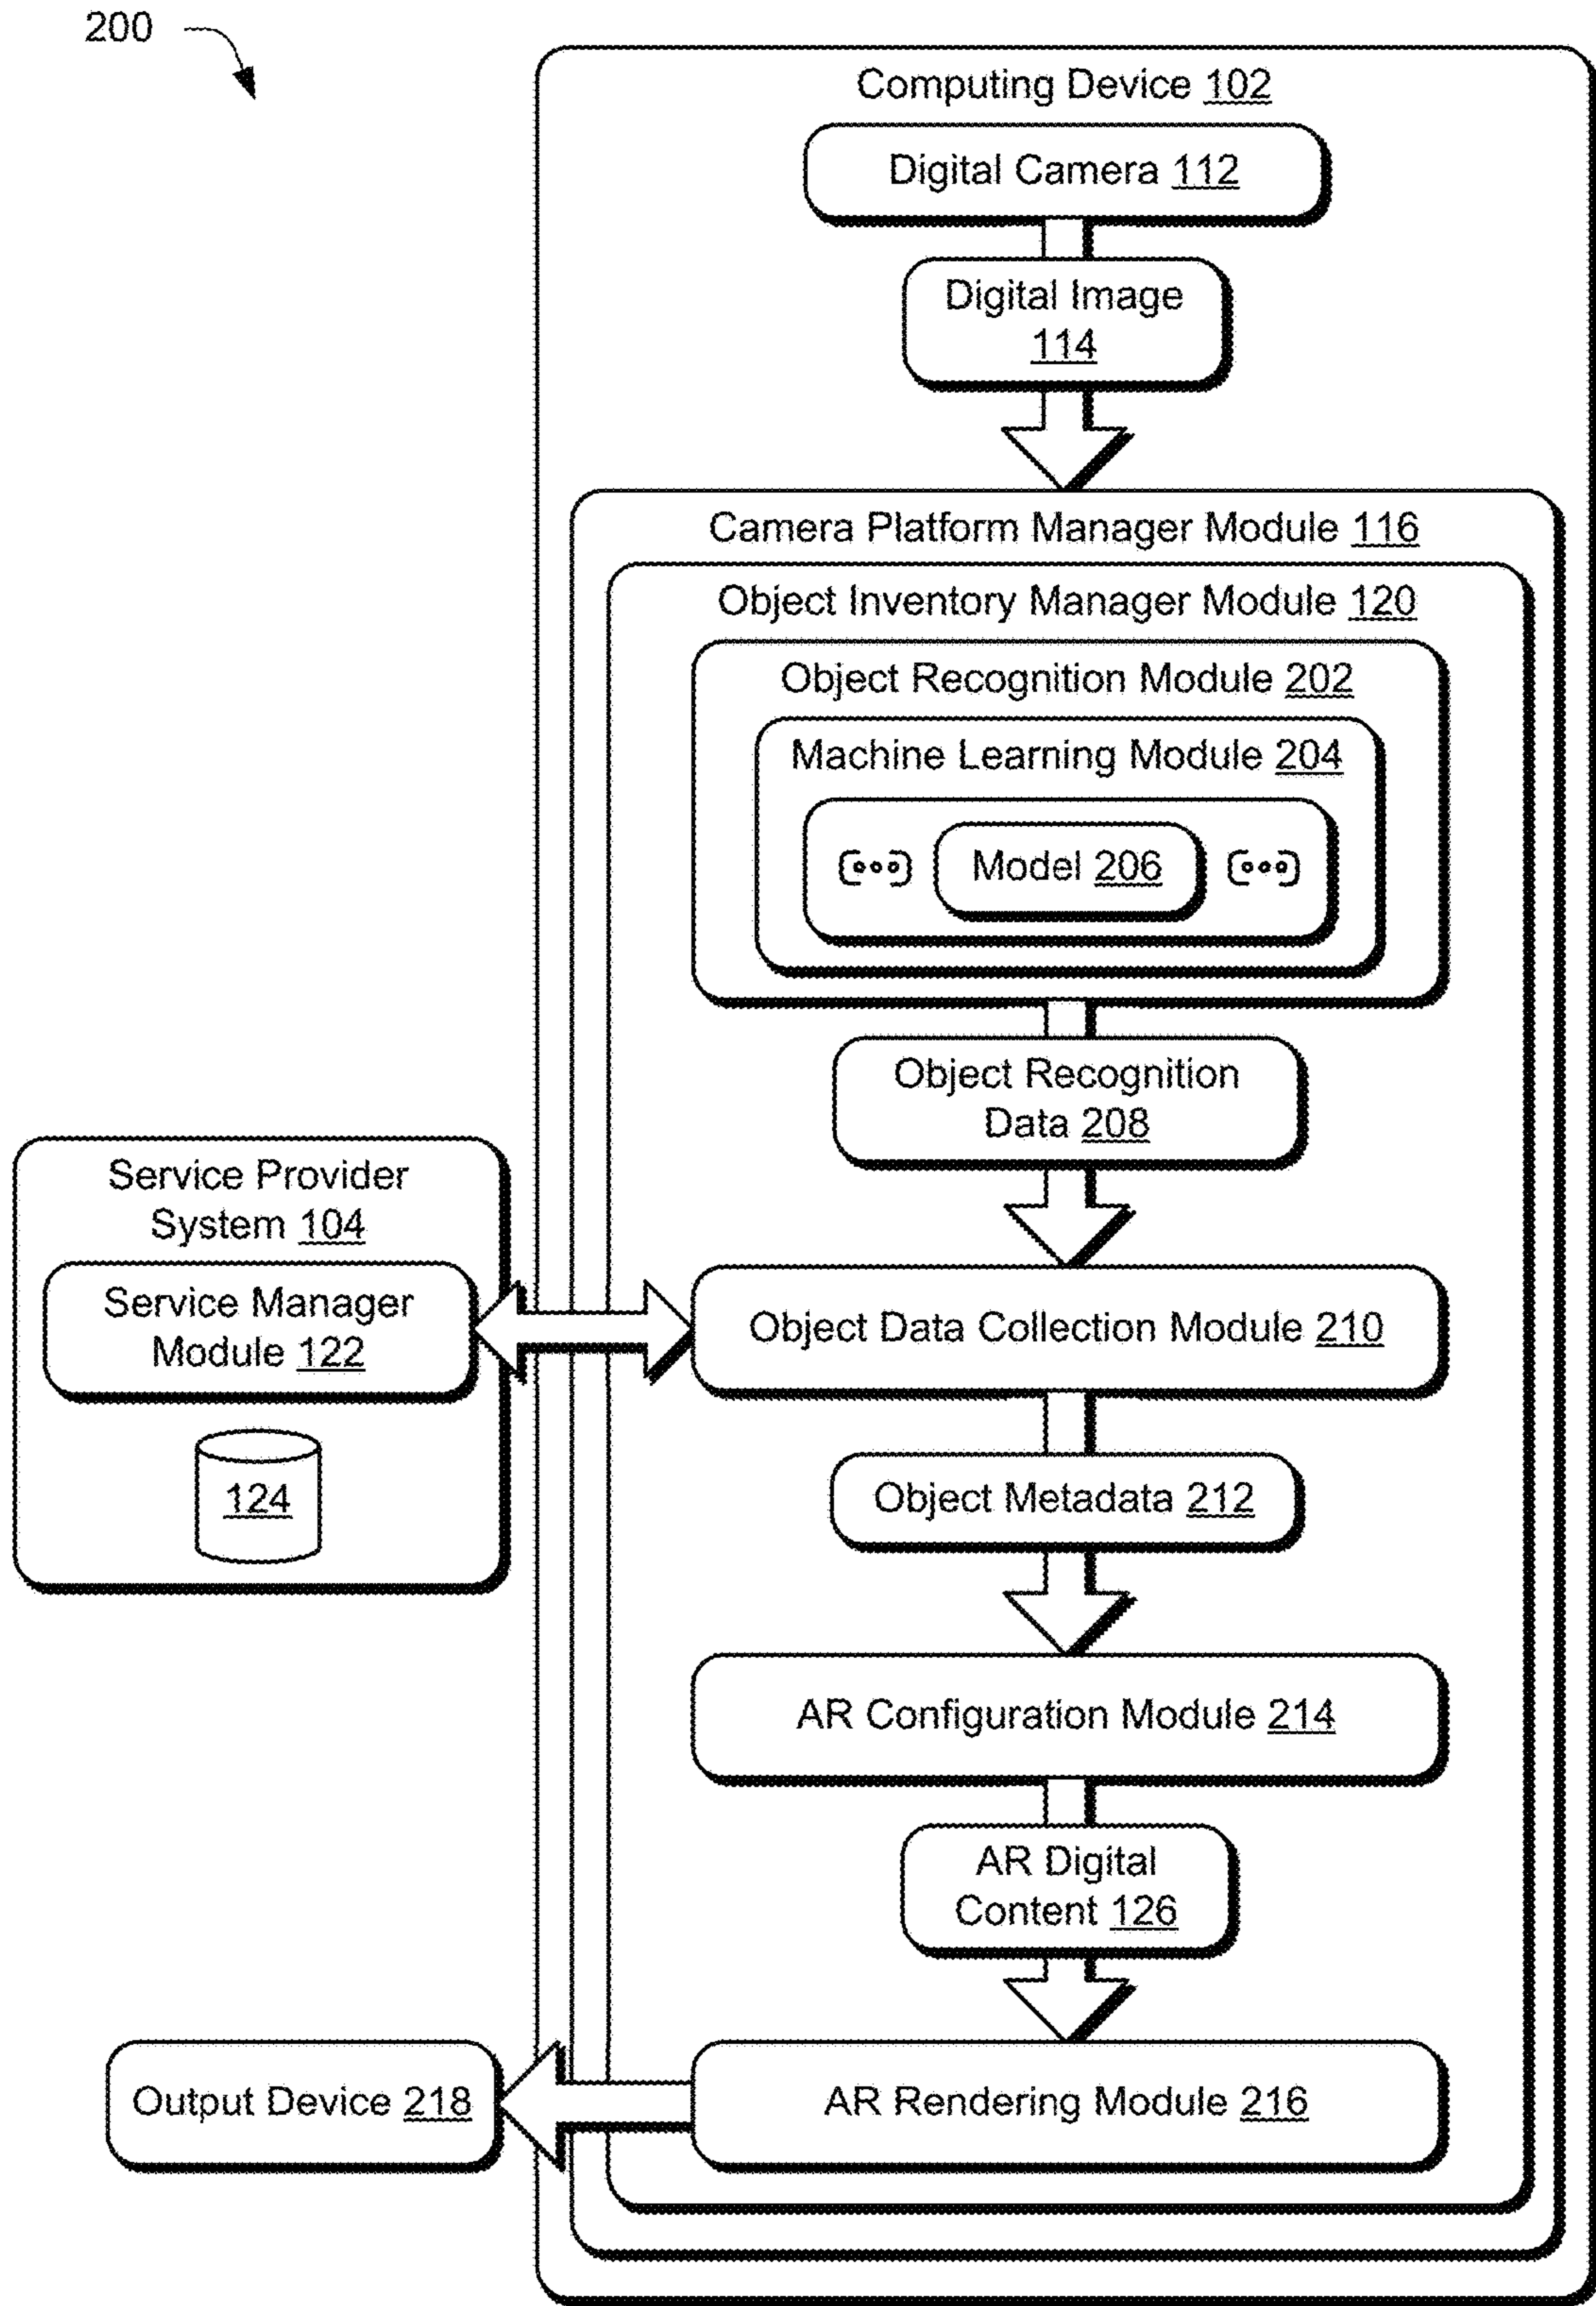 200
Computing Device 102
Digital Camera 112
Digital Image
114
Camera Platform Manager Module 116
Object Inventory Manager Module 120
Object Recognition Module 202
Machine Learning Module 204
Model 206
Object Recognition
Data 208
Service Provider
System 104
Service Manager
Module 122
124
Object Data Collection Module 210
Object Metadata 212
AR Configuration Module 214
AR Digital
Content 126
AR Rendering Module 216
Output Device 218